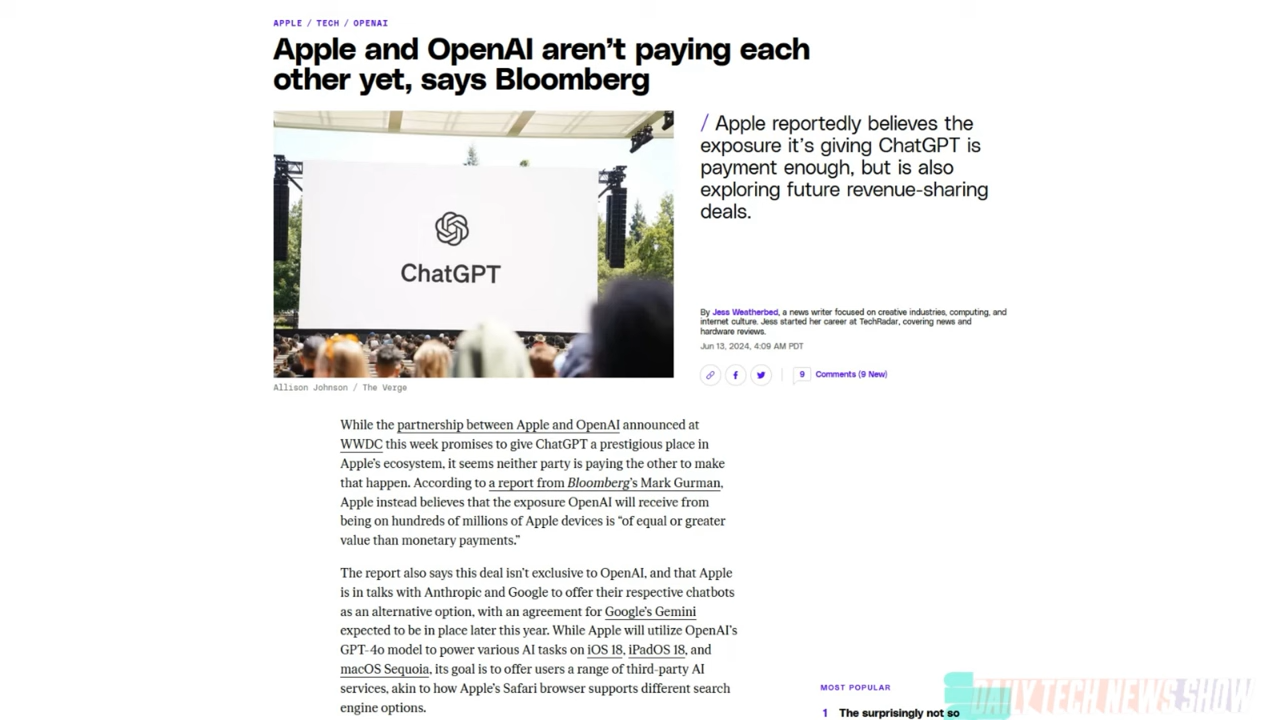 APPLE / TECH / OPENAI
Apple and OpenAI aren't paying each
other yet, says Bloomberg
/ Apple reportedly believes the
exposure it's giving ChatGPT is
payment enough, but is also
exploring future revenue-sharing
deals.
ChatGPT
By Jess Weatherbed, a news writer focused on creative industries, computing, and
internet culture. Jess started her career at TechRadar, covering news and
hardware reviews.
Jun 13, 2024, 4:09 AM PDT
9 Comments (9 New)
Allison Johnson / The Verge
While the partnership between Apple and OpenAI announced at
WWDC this week promises to give ChatGPT a prestigious place in
Apple's ecosystem, it seems neither party is paying the other to make
that happen. According to a report from Bloomberg's Mark Gurman,
Apple instead believes that the exposure OpenAI will receive from
being on hundreds of millions of Apple devices is “of equal or greater
value than monetary payments.”
The report also says this deal isn't exclusive to OpenAI, and that Apple
is in talks with Anthropic and Google to offer their respective chatbots
as an alternative option, with an agreement for Google's Gemini
expected to be in place later this year. While Apple will utilize OpenAI's
GPT-4o model to power various AI tasks on iOS 18, iPadOS 18, and
macOS Sequoia, its goal is to offer users a range of third-party AI
services, akin to how Apple's Safari browser supports different search
engine options.
MOST POPULAR
1 The surprisingly not so
DAILY TECH NEWS SHOW